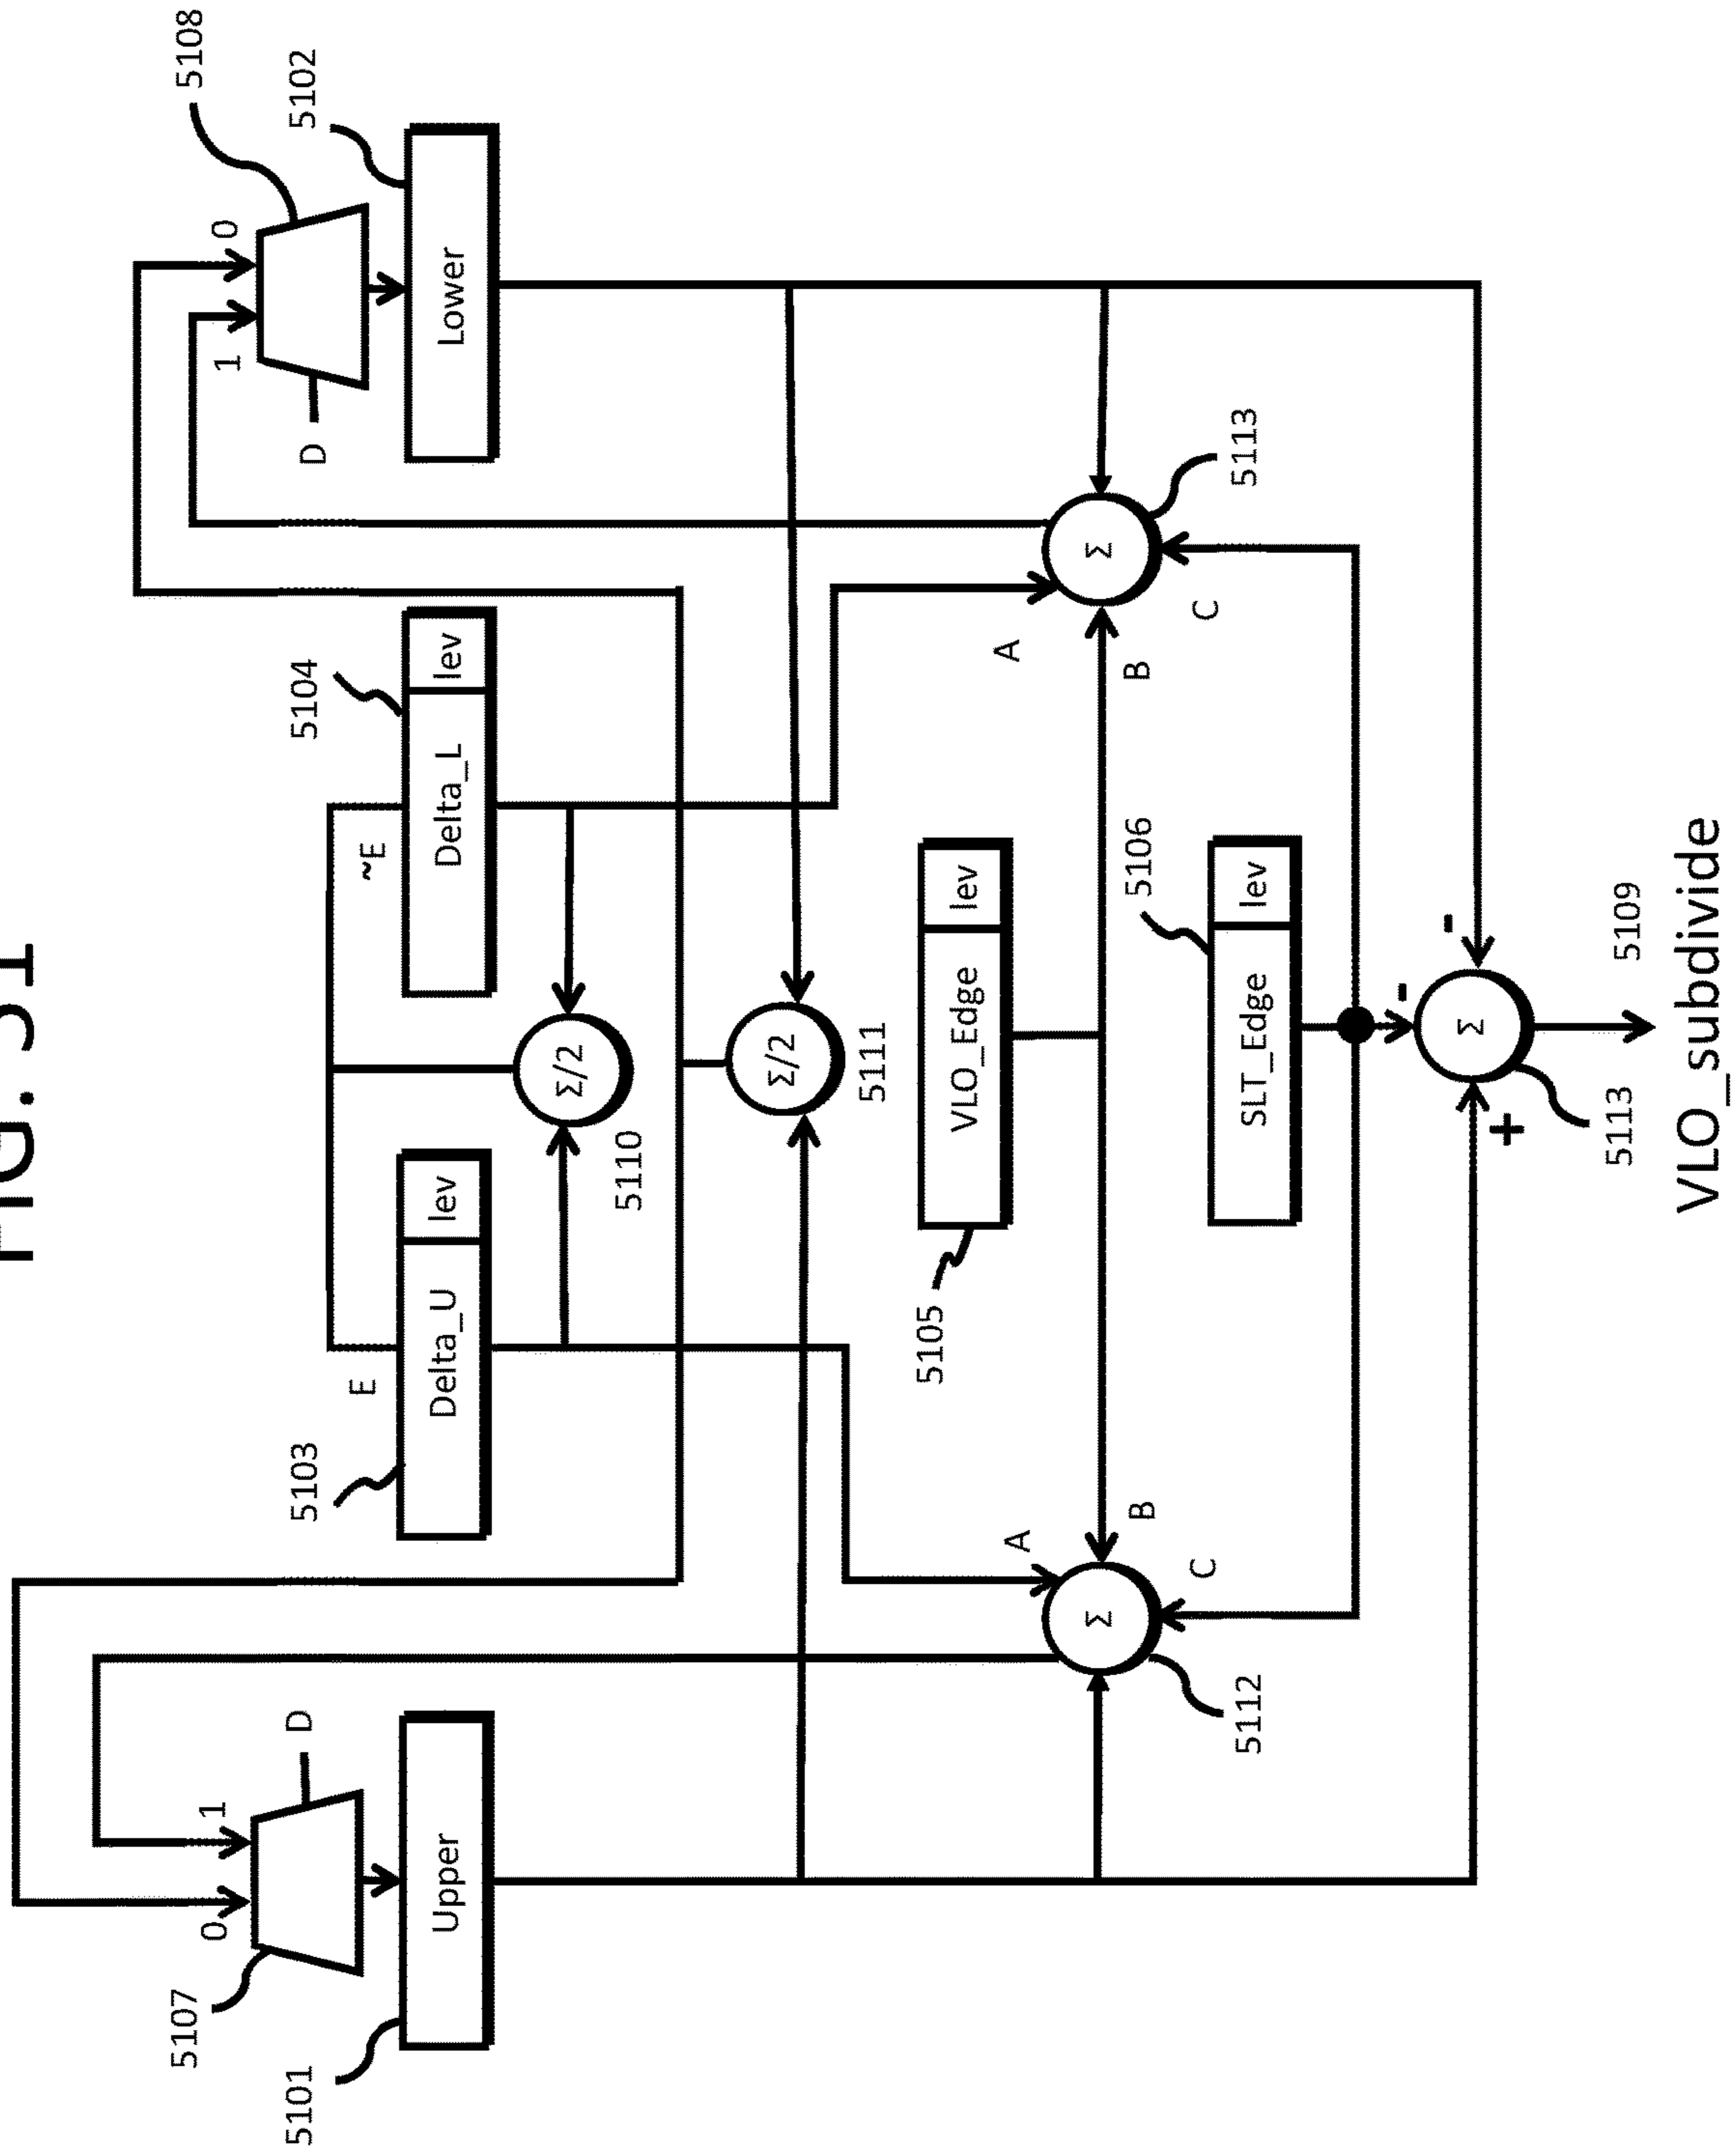 FIG. 51
5107
5108
0
1
1
0
5101
D
5103
5104
D
5102
E
~E
Upper
Delta_U
lev
Delta_L
lev
Lower
Σ/2
5110
Σ/2
5111
5105
VLO_Edge
lev
A
A
Σ
Σ
B
5106
B
C
C
5112
SLT_Edge
lev
5113
-
-
Σ
+
5113
5109
VLO_subdivide